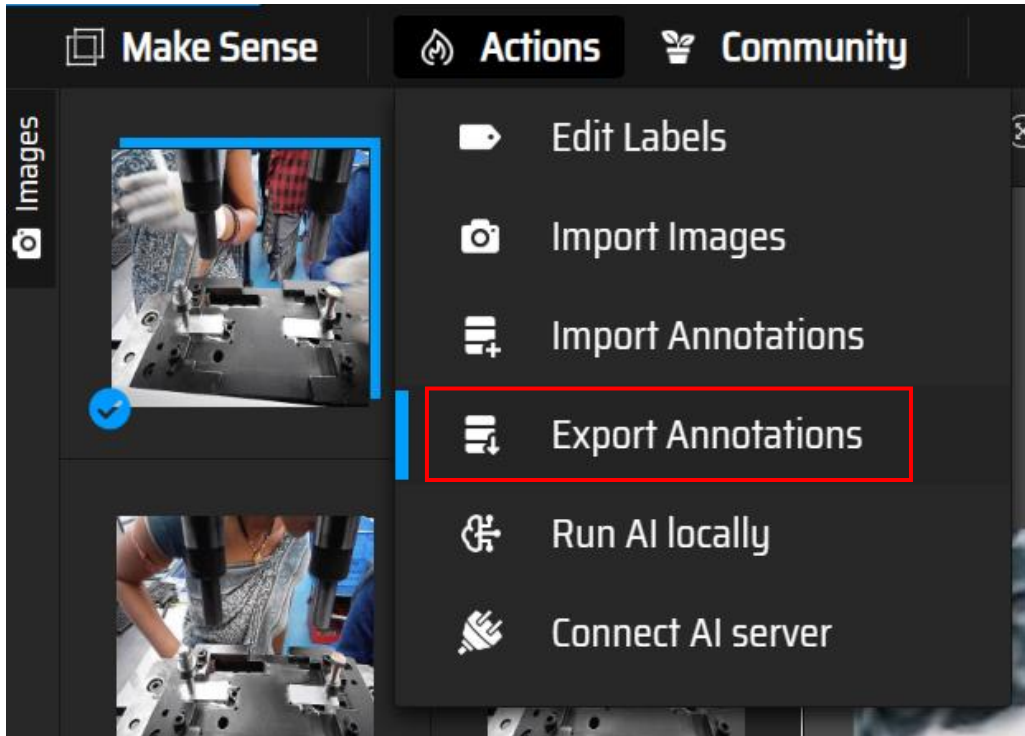 Make Sense
Actions
Community
Images
Edit Labels
Import Images
Import Annotations
Export Annotations
Run AI locally
Connect AI server